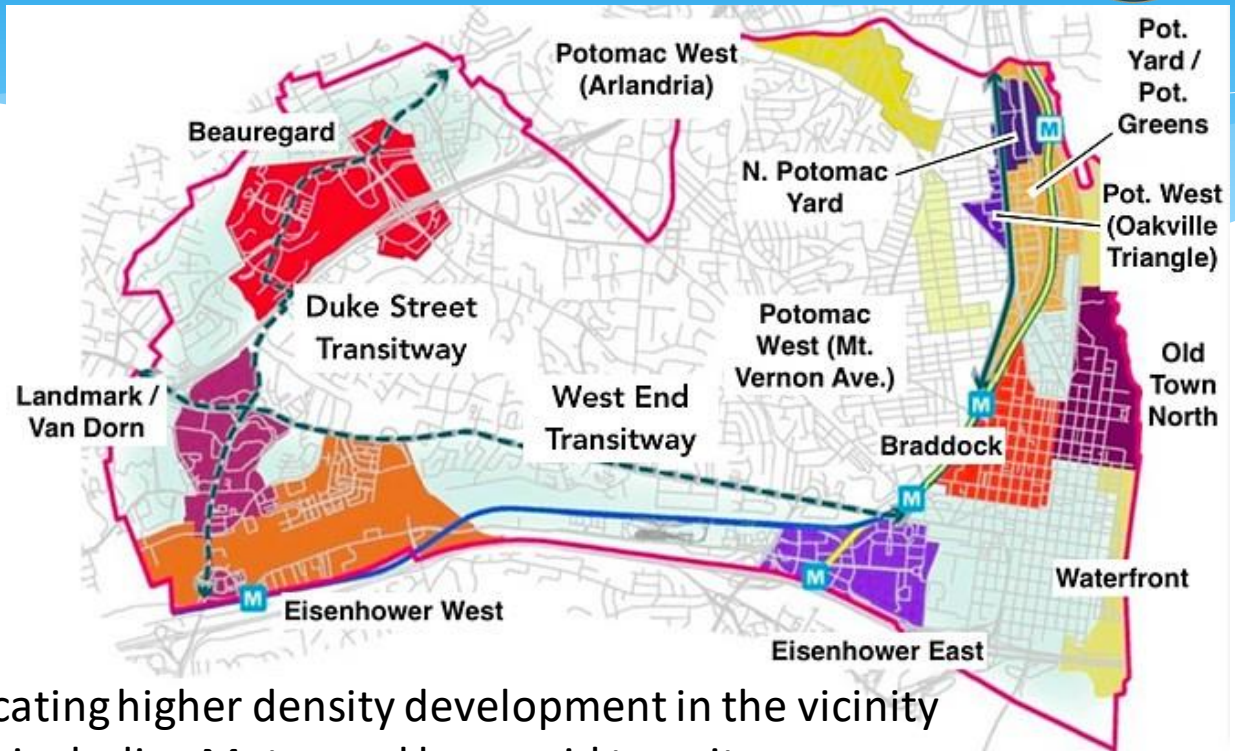 Potomac West
(Arlandria)
Pot.
Yard /
Pot.
Greens
Beauregard
M
N. Potomac
Yard
Pot. West
(Oakville
Triangle)
Duke Street
Transitway
Potomac
West (Mt.
Vernon Ave.)
Old
Town
North
Landmark /
Van Dorn
West End
Transitway
M
Braddock
M
M
Waterfront
M
Eisenhower West
Eisenhower East
cating higher density development in the vicinity